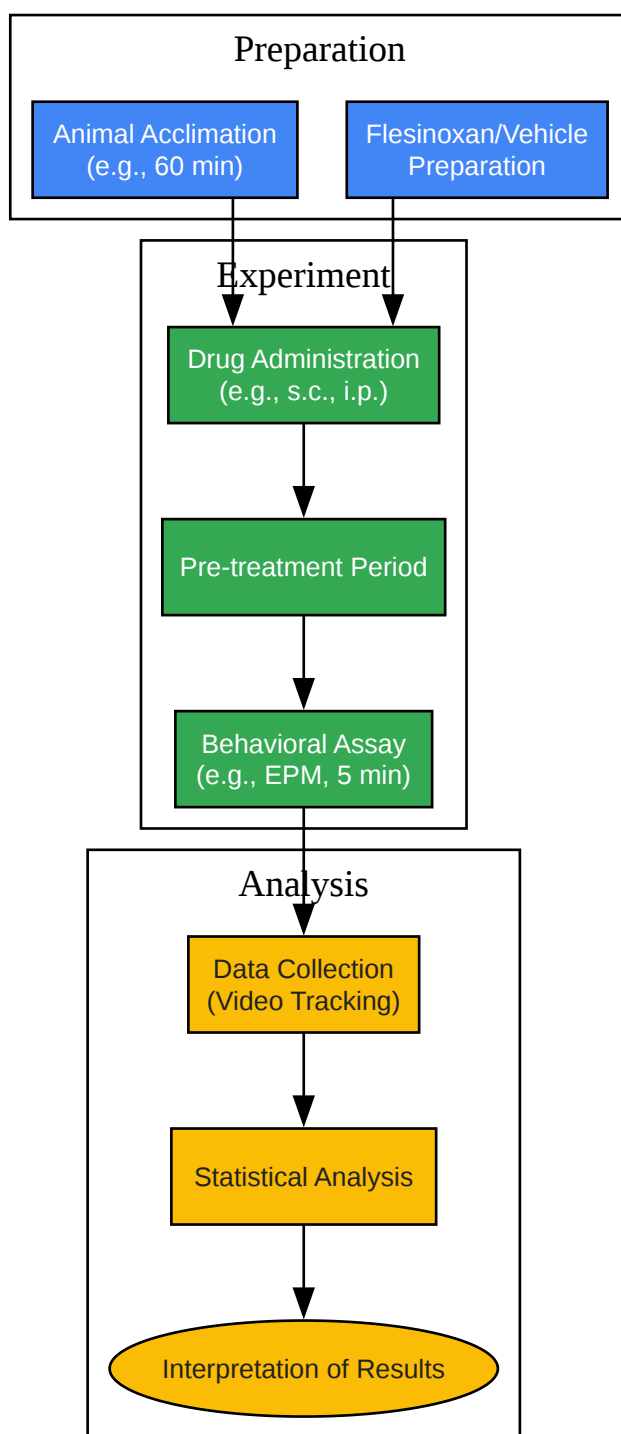 Preparation
Animal Acclimation
(e.g., 60 min)
Flesinoxan/Vehicle
Preparation
Experiment
Drug Administration
(e.g., s.c., i.p.)
Pre-treatment Period
Behavioral Assay
(e.g., EPM, 5 min)
Analysis
Data Collection
(Video Tracking)
Statistical Analysis
Interpretation of Results